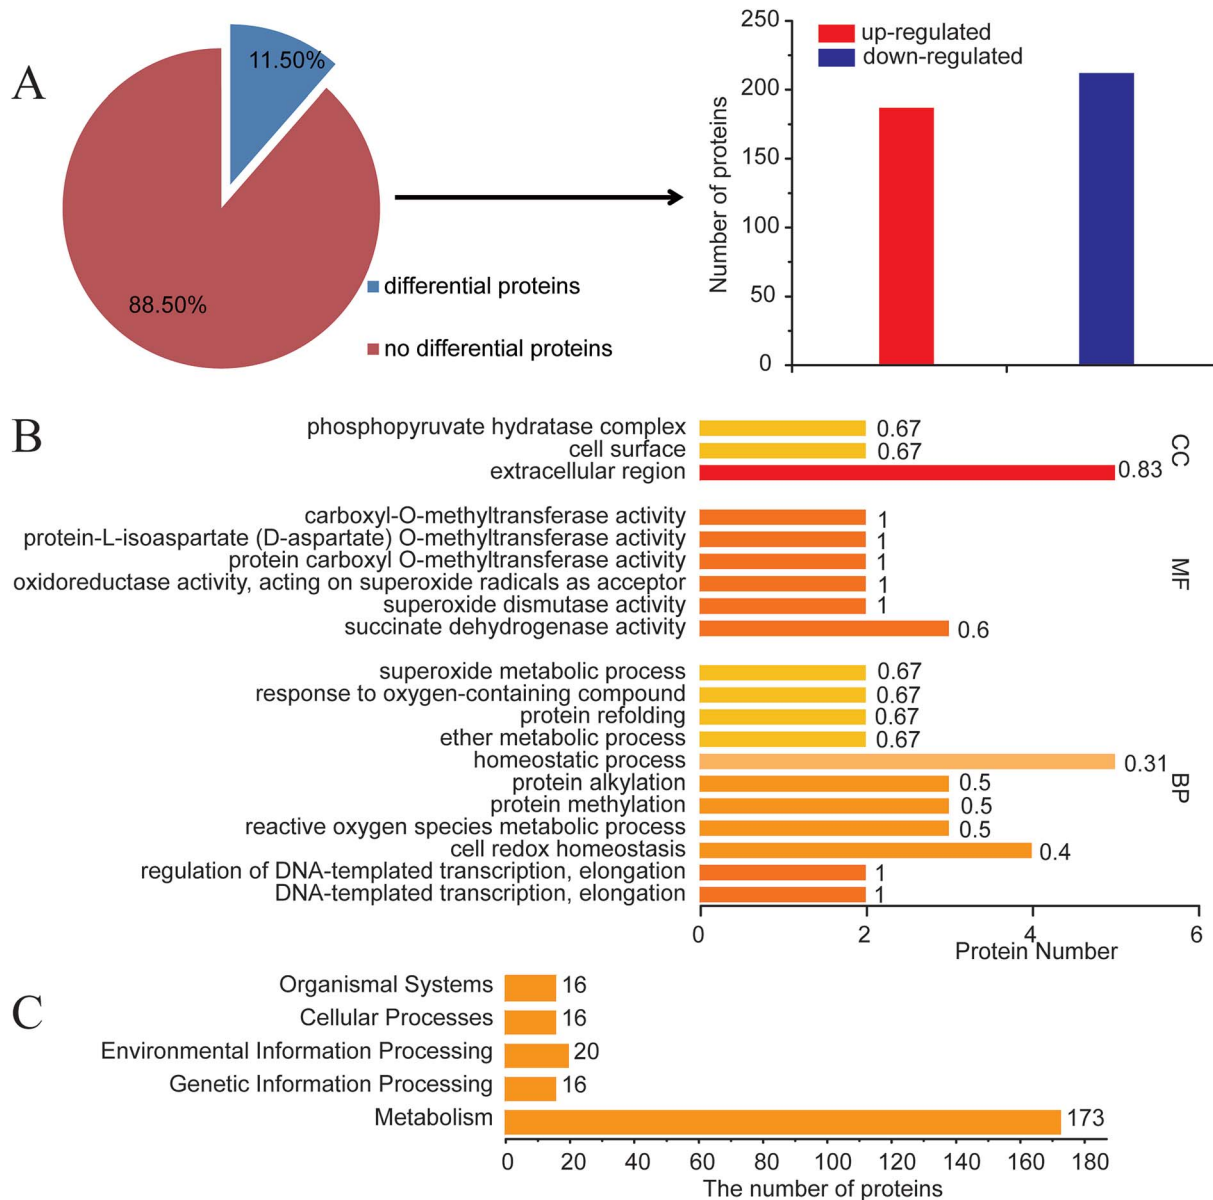 A
11.50%
88.50%
differential proteins
no differential proteins
250
200
150
100
50
0
Number of proteins
up-regulated
down-regulated
B
phosphopyruvate hydratase complex 0.67
cell surface 0.67
extracellular region 0.83
CC
carboxyl-O-methyltransferase activity 1
protein-L-isoaspartate (D-aspartate) O-methyltransferase activity 1
protein carboxyl O-methyltransferase activity 1
oxidoreductase activity, acting on superoxide radicals as acceptor 1
superoxide dismutase activity 1
succinate dehydrogenase activity 0.6
MF
superoxide metabolic process 0.67
response to oxygen-containing compound 0.67
protein refolding 0.67
ether metabolic process 0.67
homeostatic process 0.31
protein alkylation 0.5
protein methylation 0.5
reactive oxygen species metabolic process 0.5
cell redox homeostasis 0.4
regulation of DNA-templated transcription, elongation 1
DNA-templated transcription, elongation 1
BP
0 2 4 6
Protein Number
C
Organismal Systems 16
Cellular Processes 16
Environmental Information Processing 20
Genetic Information Processing 16
Metabolism 173
0 20 40 60 80 100 120 140 160 180
The number of proteins